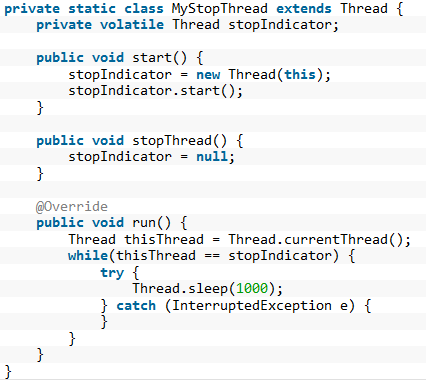 private static class MyStopThread extends Thread {
    private volatile Thread stopIndicator;

    public void start() {
        stopIndicator = new Thread(this);
        stopIndicator.start();
    }

    public void stopThread() {
        stopIndicator = null;
    }

    @Override
    public void run() {
        Thread thisThread = Thread.currentThread();
        while(thisThread == stopIndicator) {
            try {
                Thread.sleep(1000);
            } catch (InterruptedException e) {
            }
        }
    }
}